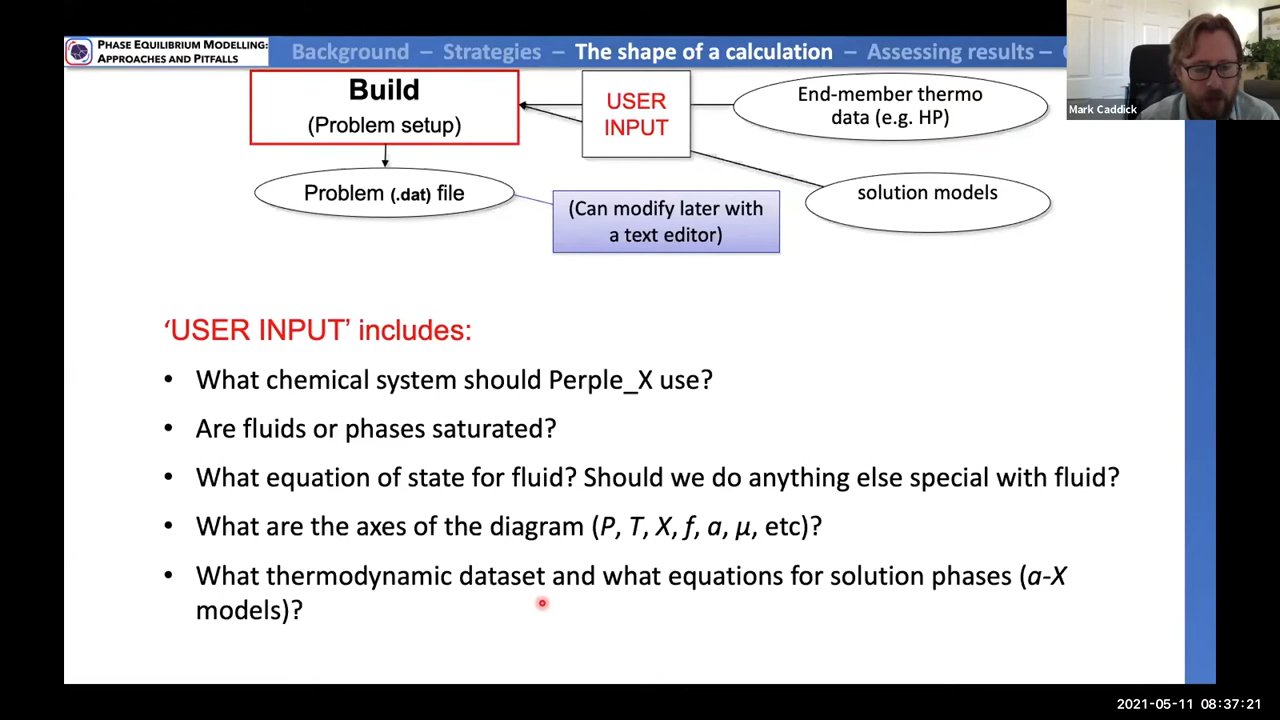 PHASE EQUILIBRIUM MODELLING:
APPROACHES AND PITFALLS
Background – Strategies – The shape of a calculation – Assessing results –
Mark Caddick
Build
(Problem setup)
USER
INPUT
End-member thermo
data (e.g. HP)
Problem (.dat) file
(Can modify later with
a text editor)
solution models
‘USER INPUT’ includes:
• What chemical system should Perple_X use?
• Are fluids or phases saturated?
• What equation of state for fluid? Should we do anything else special with fluid?
• What are the axes of the diagram (P, T, X, f, a, μ, etc)?
• What thermodynamic dataset and what equations for solution phases (a-X
models)?
2021-05-11 08:37:21